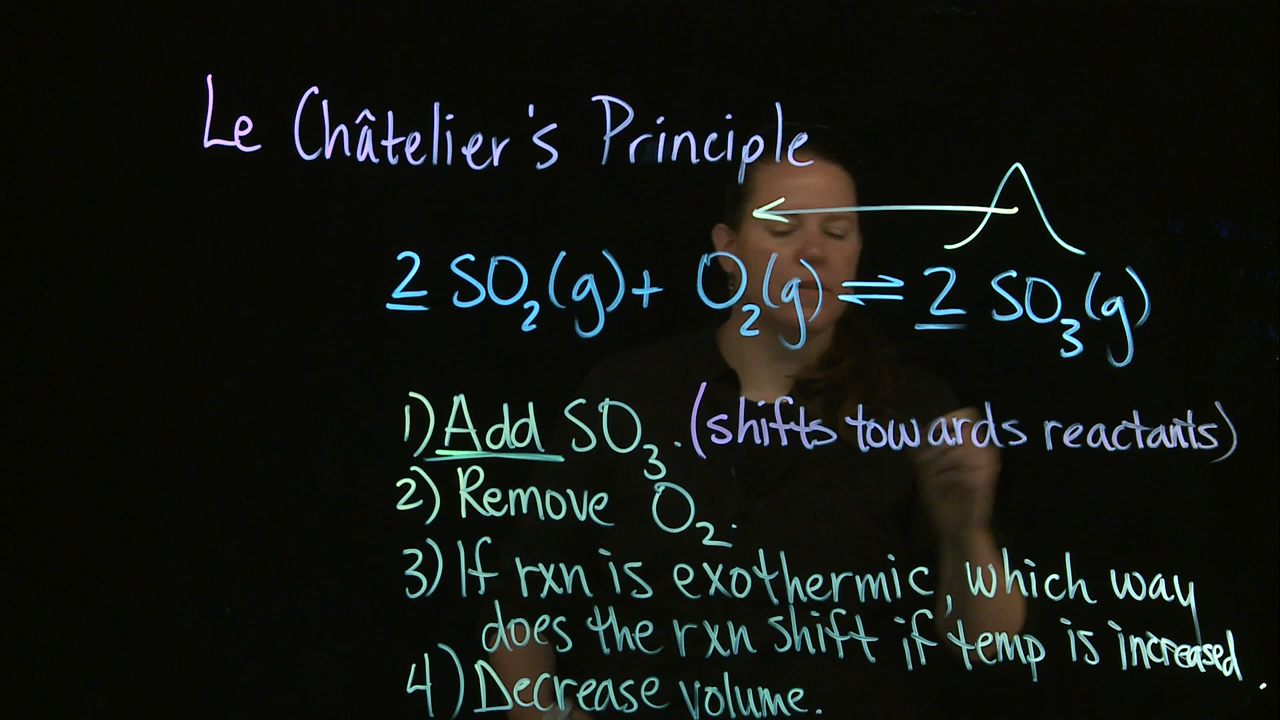 Le Châtelier's Principle
2 SO₂(g) + O₂(g) ⇌ 2 SO₃(g)
1) Add SO₃. (shifts towards reactants)
2) Remove O₂.
3) If rxn is exothermic, which way
does the rxn shift if temp is increased.
4) Decrease volume.